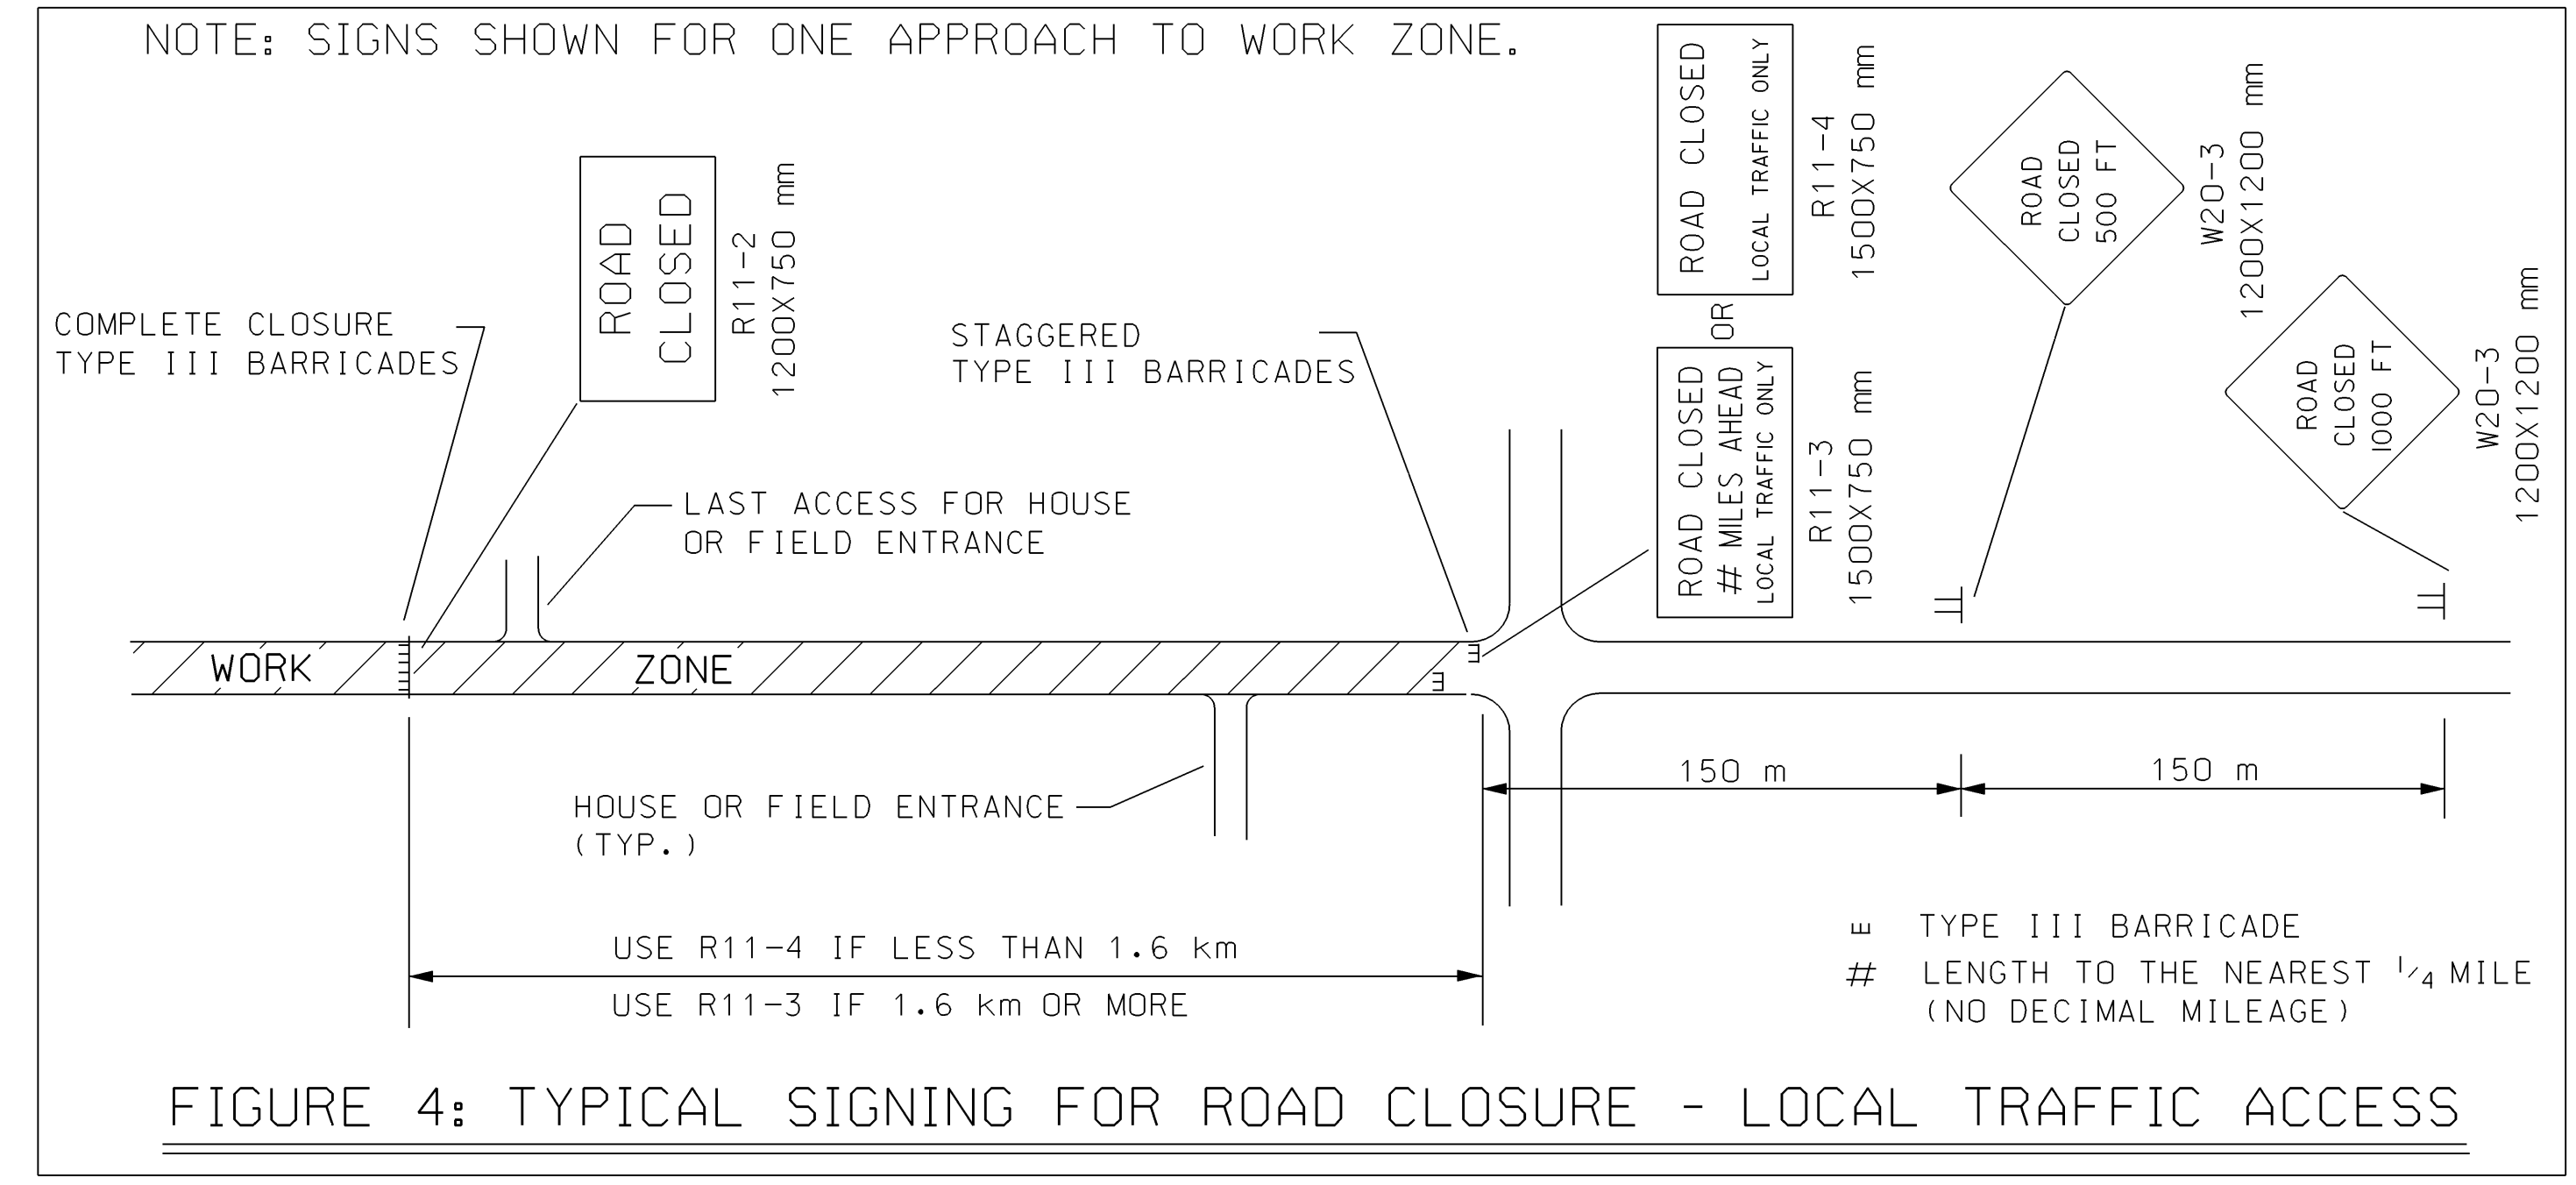 NOTE: SIGNS SHOWN FOR ONE APPROACH TO WORK ZONE.
COMPLETE CLOSURE
TYPE III BARRICADES
ROAD
CLOSED
R11-2
1200X750 mm
LAST ACCESS FOR HOUSE
OR FIELD ENTRANCE
STAGGERED
TYPE III BARRICADES
ROAD CLOSED
LOCAL TRAFFIC ONLY
R11-4
1500X750 mm
OR
ROAD CLOSED
# MILES AHEAD
LOCAL TRAFFIC ONLY
R11-3
1500X750 mm
ROAD
CLOSED
500 FT
W20-3
1200X1200 mm
ROAD
CLOSED
1000 FT
W20-3
1200X1200 mm
WORK ZONE
HOUSE OR FIELD ENTRANCE
(TYP.)
150 m
150 m
USE R11-4 IF LESS THAN 1.6 km
USE R11-3 IF 1.6 km OR MORE
TYPE III BARRICADE
# LENGTH TO THE NEAREST 1/4 MILE
(NO DECIMAL MILEAGE)
FIGURE 4: TYPICAL SIGNING FOR ROAD CLOSURE - LOCAL TRAFFIC ACCESS